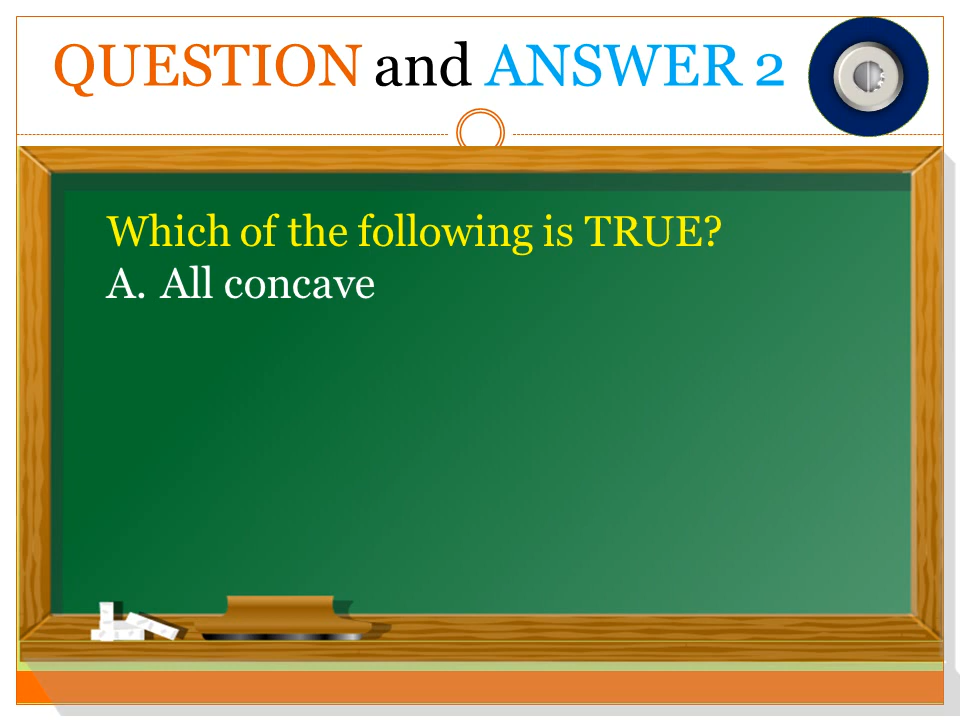 QUESTION and ANSWER 2
Which of the following is TRUE?
A. All concave